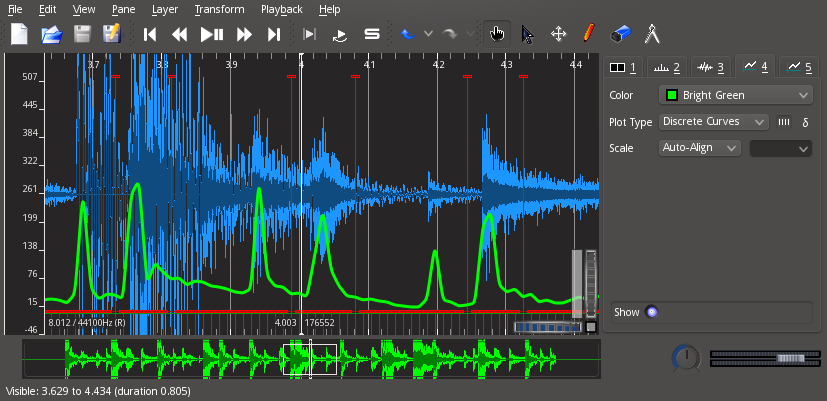 File Edit View Pane Layer Transform Playback Help
3.7 3.8 3.9 4 4.1 4.2 4.3 4.4
507
445
384
322
261
199
138
76
15
-46
8.012 / 44100Hz (R)
4.003 176552
1 2 3 4 5
Color Bright Green
Plot Type Discrete Curves δ
Scale Auto-Align
Show
Visible: 3.629 to 4.434 (duration 0.805)